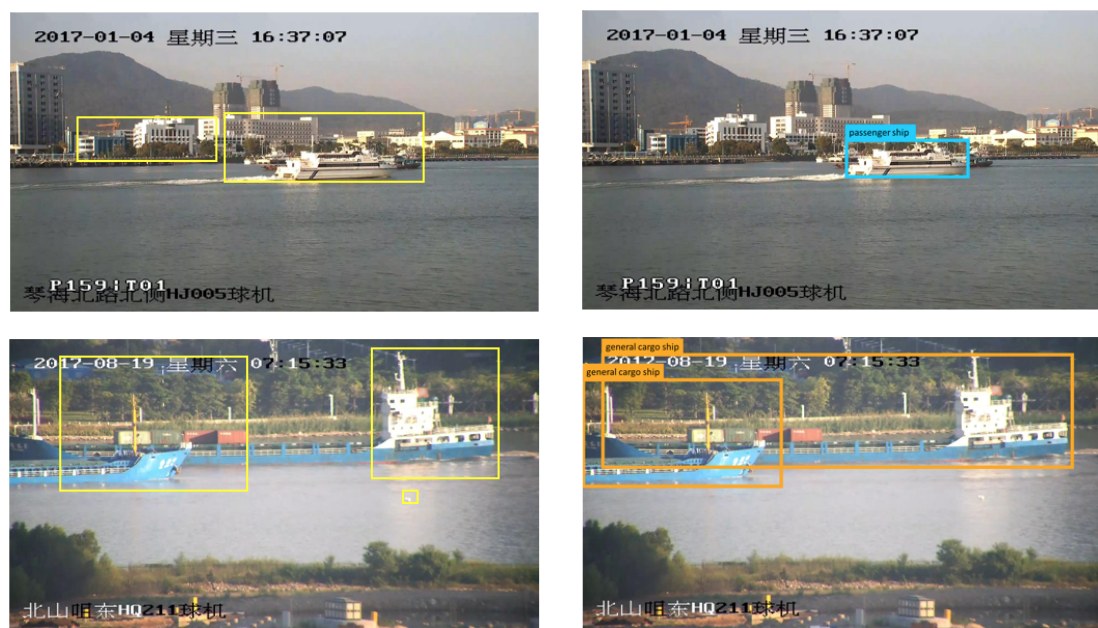 2017-01-04 星期三 16:37:07
P159 T01
琴海北路北侧HJ005球机
2017-01-04 星期三 16:37:07
passenger ship
P159 T01
琴海北路北侧HJ005球机
2017-08-19 星期六 07:15:33
北山咀东HQ211球机
general cargo ship
2017-08-19 星期六 07:15:33
general cargo ship
北山咀东HQ211球机